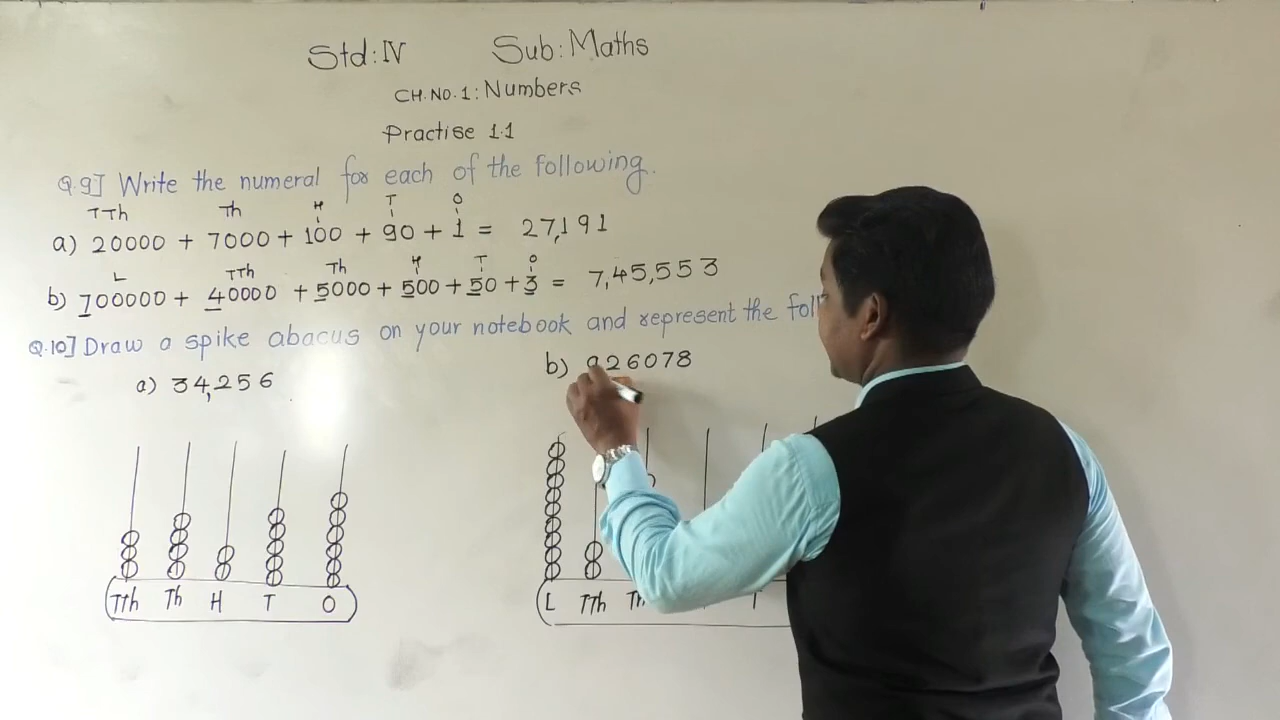 Std: IV Sub: Maths
CH. NO. 1: Numbers
Practise 1.1
Q.9] Write the numeral for each of the following.
TTh Th H T O
a) 20000 + 7000 + 100 + 90 + 1 = 27,191
L TTh Th H T O
b) 700000 + 40000 + 5000 + 500 + 50 + 3 = 7,45,553
Q.10] Draw a spike abacus on your notebook and represent the
a) 34,256
b) 926078
TTh Th H T O
L TTh T